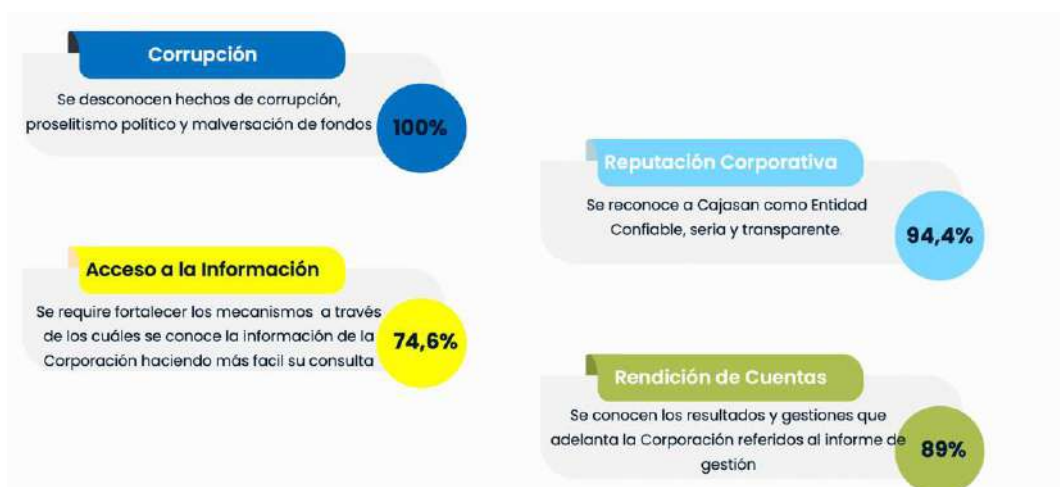 Corrupción
Se desconocen hechos de corrupción,
proselitismo político y malversación de fondos
100%
Reputación Corporativa
Se reconoce a Cajasan como Entidad
Confiable, seria y transparente.
94,4%
Acceso a la Información
Se require fortalecer los mecanismos a través
de los cuáles se conoce la información de la
Corporación haciendo más facil su consulta
74,6%
Rendición de Cuentas
Se conocen los resultados y gestiones que
adelanta la Corporación referidos al informe de
gestión
89%